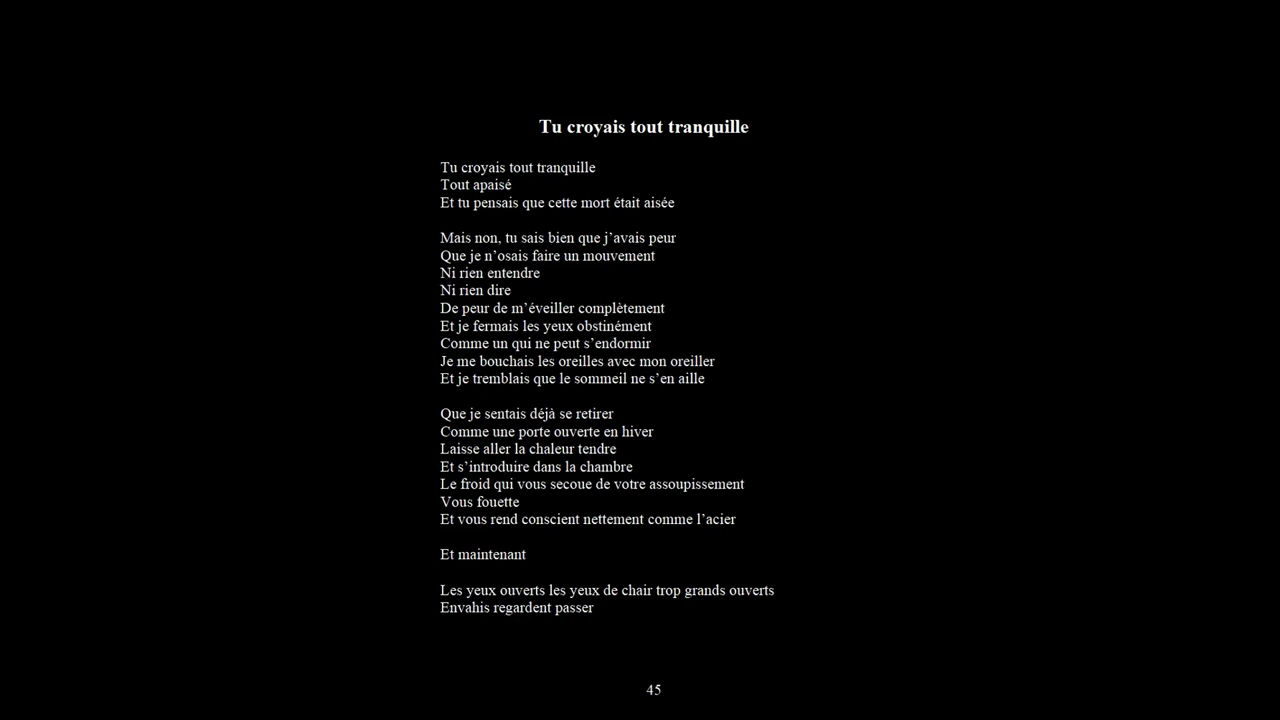 Tu croyais tout tranquille
Tu croyais tout tranquille
Tout apaisé
Et tu pensais que cette mort était aisée
Mais non, tu sais bien que j’avais peur
Que je n’osais faire un mouvement
Ni rien entendre
Ni rien dire
De peur de m’éveiller complètement
Et je fermais les yeux obstinément
Comme un qui ne peut s’endormir
Je me bouchais les oreilles avec mon oreiller
Et je tremblais que le sommeil ne s’en aille
Que je sentais déjà se retirer
Comme une porte ouverte en hiver
Laisse aller la chaleur tendre
Et s’introduire dans la chambre
Le froid qui vous secoue de votre assoupissement
Vous fouette
Et vous rend conscient nettement comme l’acier
Et maintenant
Les yeux ouverts les yeux de chair trop grands ouverts
Envahis regardent passer
45